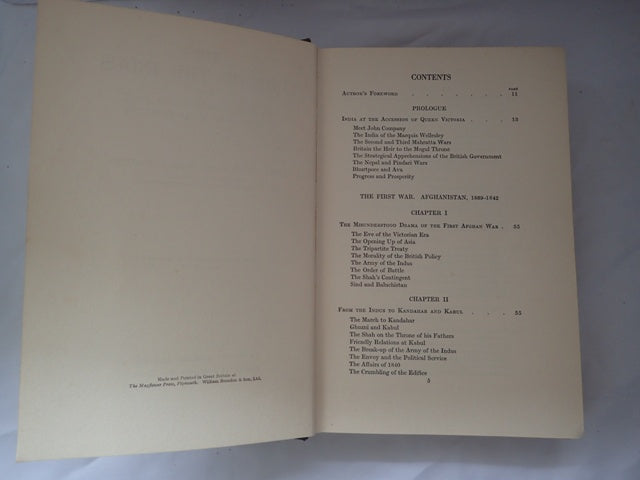 Made and Printed in Great Britain at
The Mayflower Press, Plymouth. William Brendon & Son, Ltd.
CONTENTS
PAGE
AUTHOR'S FOREWORD . . . . . . . 11
PROLOGUE
INDIA AT THE ACCESSION OF QUEEN VICTORIA . . . 13
Meet John Company
The India of the Marquis Wellesley
The Second and Third Mahratta Wars
Britain the Heir to the Mogul Throne
The Strategical Apprehensions of the British Government
The Nepal and Pindari Wars
Bhurtpore and Ava
Progress and Prosperity
THE FIRST WAR. AFGHANISTAN, 1839–1842
CHAPTER I
THE MISUNDERSTOOD DRAMA OF THE FIRST AFGHAN WAR .
The Eve of the Victorian Era
The Opening Up of Asia
The Tripartite Treaty
The Morality of the British Policy
The Army of the Indus
The Order of Battle
The Shah's Contingent
Sind and Baluchistan
CHAPTER II
FROM THE INDUS TO KANDAHAR AND KABUL . . . . 55
The March to Kandahar
Ghuzni and Kabul
The Shah on the Throne of his Fathers
Friendly Relations at Kabul
The Break-up of the Army of the Indus
The Envoy and the Political Service
The Affairs of 1840
The Crumbling of the Edifice
5